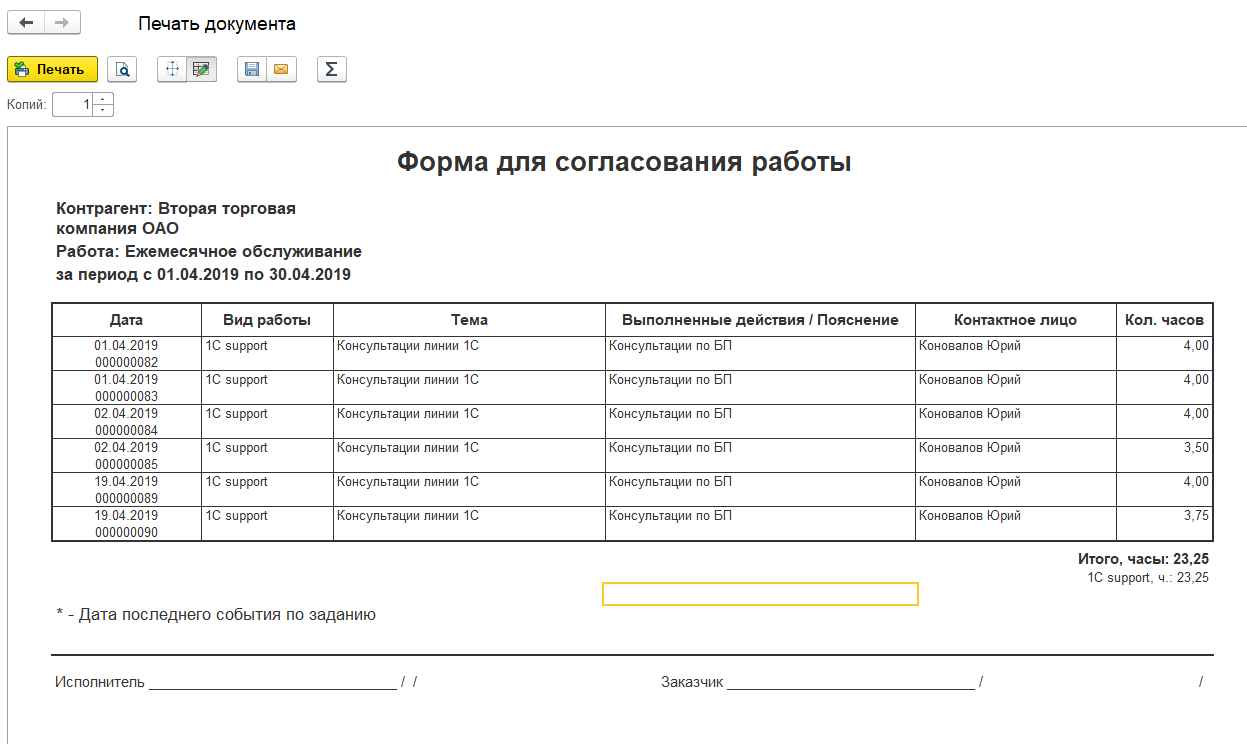 Печать документа
Печать
Σ
Копий: 1
Форма для согласования работы
Контрагент: Вторая торговая
компания ОАО
Работа: Ежемесячное обслуживание
за период с 01.04.2019 по 30.04.2019
Дата Вид работы Тема Выполненные действия / Пояснение Контактное лицо Кол. часов
01.04.2019 1C support Консультации линии 1С Консультации по БП Коновалов Юрий 4,00
000000082
01.04.2019 1C support Консультации линии 1С Консультации по БП Коновалов Юрий 4,00
000000083
02.04.2019 1C support Консультации линии 1С Консультации по БП Коновалов Юрий 4,00
000000084
02.04.2019 1C support Консультации линии 1С Консультации по БП Коновалов Юрий 3,50
000000085
19.04.2019 1C support Консультации линии 1С Консультации по БП Коновалов Юрий 4,00
000000089
19.04.2019 1C support Консультации линии 1С Консультации по БП Коновалов Юрий 3,75
000000090
Итого, часы: 23,25
1C support, ч.: 23,25
* - Дата последнего события по заданию
Исполнитель ______________________________ / / Заказчик ______________________________ / /